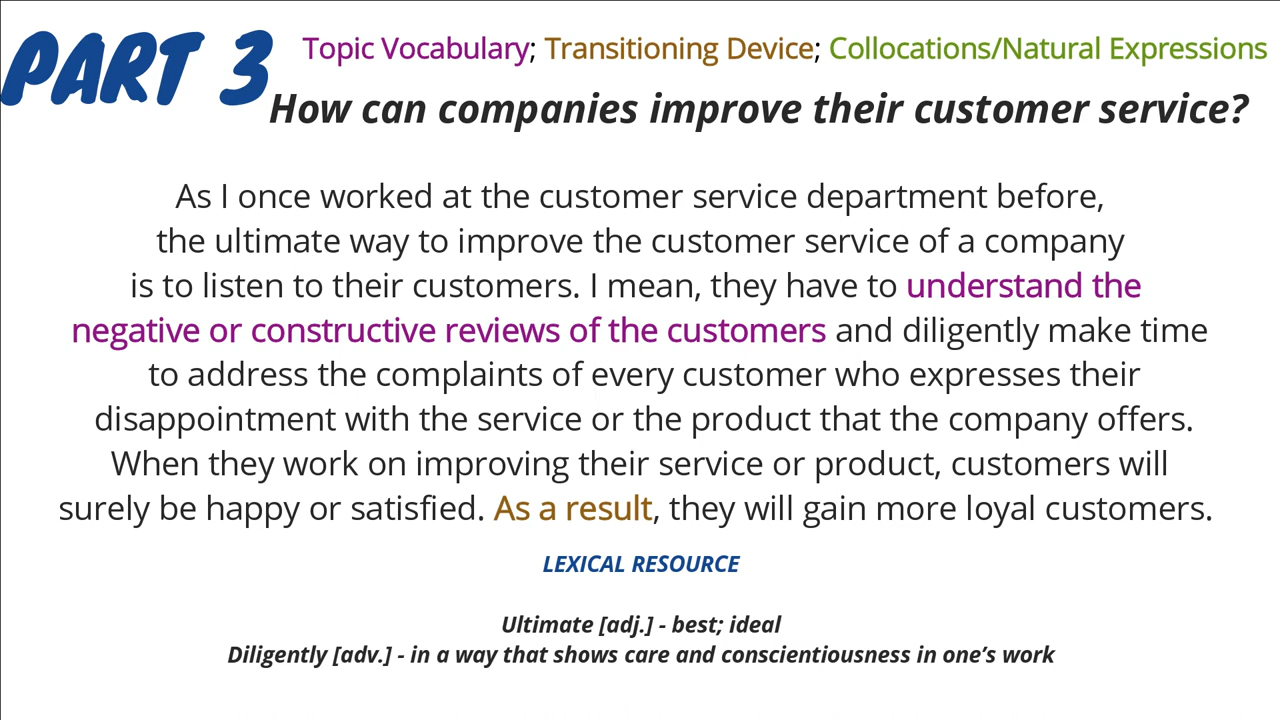 PART 3
Topic Vocabulary; Transitioning Device; Collocations/Natural Expressions
How can companies improve their customer service?
As I once worked at the customer service department before,
the ultimate way to improve the customer service of a company
is to listen to their customers. I mean, they have to understand the
negative or constructive reviews of the customers and diligently make time
to address the complaints of every customer who expresses their
disappointment with the service or the product that the company offers.
When they work on improving their service or product, customers will
surely be happy or satisfied. As a result, they will gain more loyal customers.
LEXICAL RESOURCE
Ultimate [adj.] - best; ideal
Diligently [adv.] - in a way that shows care and conscientiousness in one’s work